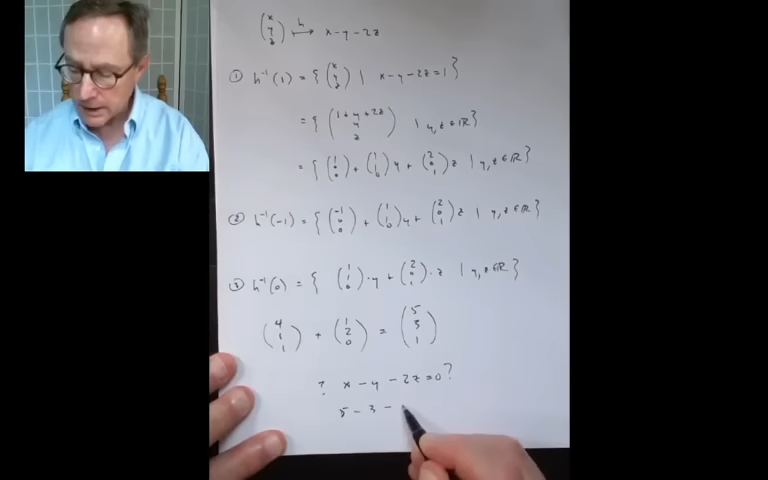 (x y z) ↦ʰ x-y-2z
① h⁻¹(1) = { (x y z) | x-y-2z=1 }
= { (1+y+2z y z) | y,z∈ℝ }
= { (1 0 0) + (1 1 0) y + (2 0 1) z | y,z∈ℝ }
② h⁻¹(-1) = { (-1 0 0) + (1 1 0) y + (2 0 1) z | y,z∈ℝ }
③ h⁻¹(0) = { (1 1 0)·y + (2 0 1)·z | y,z∈ℝ }
(4 1 1) + (1 2 0) = (5 3 1)
? x - y - 2z = 0 ?
5 - 3 -